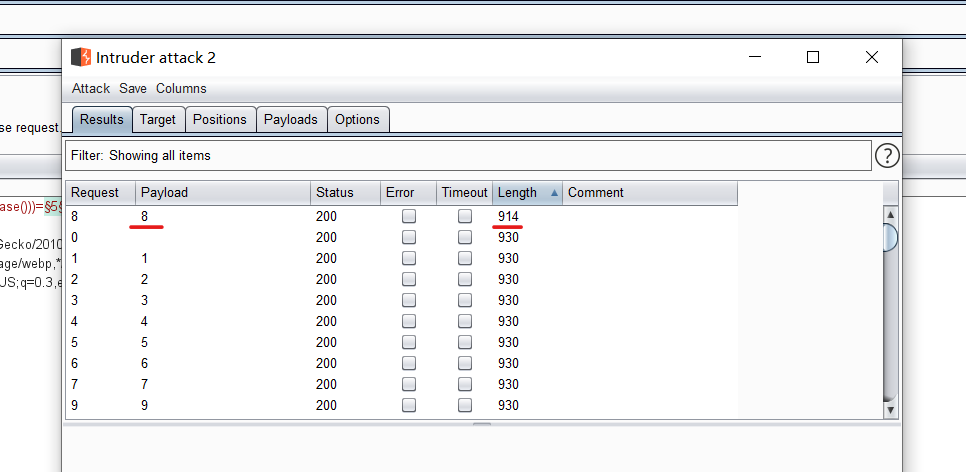 Intruder attack 2
Attack Save Columns
se request.
Results Target Positions Payloads Options
Filter: Showing all items ?
Request Payload Status Error Timeout Length Comment
ase()))=§5§
8 8 200 914
0 200 930
Gecko/2010
1 1 200 930
age/webp,*/
2 2 200 930
US;q=0.3,e
3 3 200 930
4 4 200 930
5 5 200 930
6 6 200 930
7 7 200 930
9 9 200 930